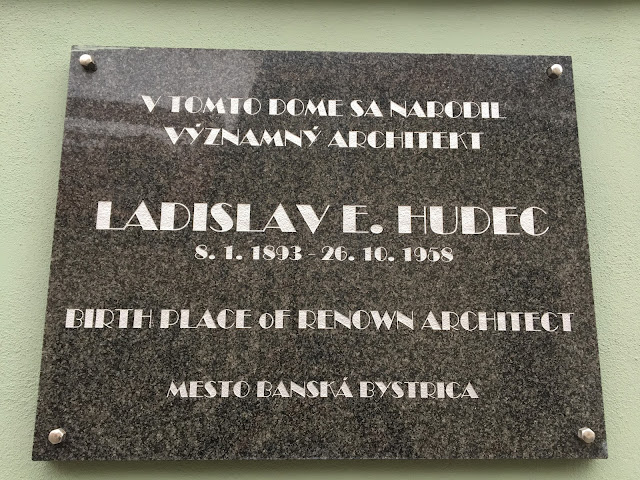 V TOMTO DOME SA NARODIL
VÝZNAMNÝ ARCHITEKT
LADISLAV E. HUDEC
8. 1. 1893 - 26. 10. 1958
BIRTH PLACE oF RENOWN ARCHITECT
MESTO BANSKÁ BYSTRICA